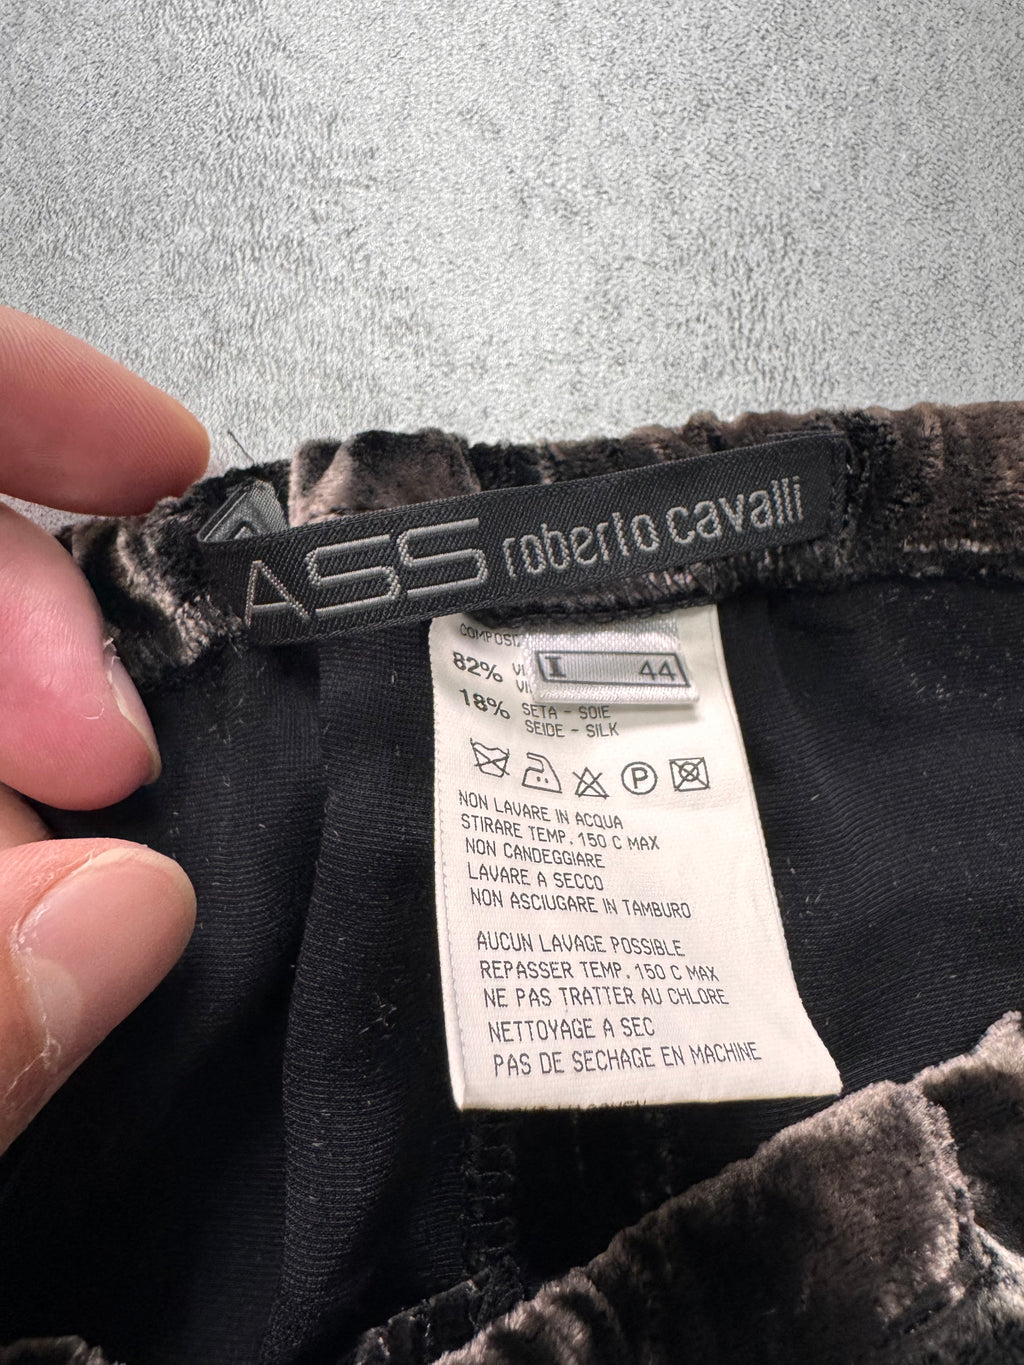 ASS roberto cavalli
I 44
82%
18% SETA - SOIE
SEIDE - SILK
P
NON LAVARE IN ACQUA
STIRARE TEMP. 150 C MAX
NON CANDEGGIARE
LAVARE A SECCO
NON ASCIUGARE IN TAMBURO
AUCUN LAVAGE POSSIBLE
REPASSER TEMP. 150 C MAX
NE PAS TRATTER AU CHLORE
NETTOYAGE A SEC
PAS DE SECHAGE EN MACHINE